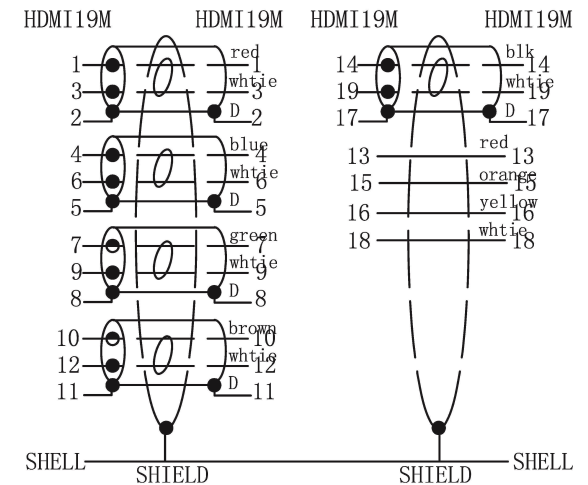 HDMI19M HDMI19M HDMI19M HDMI19M
red
1 1
whtie
3 3
D
2 2
blue
4 4
whtie
6 6
D
5 5
green
7 7
whtie
9 9
D
8 8
brown
10 10
whtie
12 12
D
11 11
blk
14 14
whtie
19 19
D
17 17
red
13 13
orange
15 15
yellow
16 16
whtie
18 18
SHELL SHELL
SHIELD SHIELD